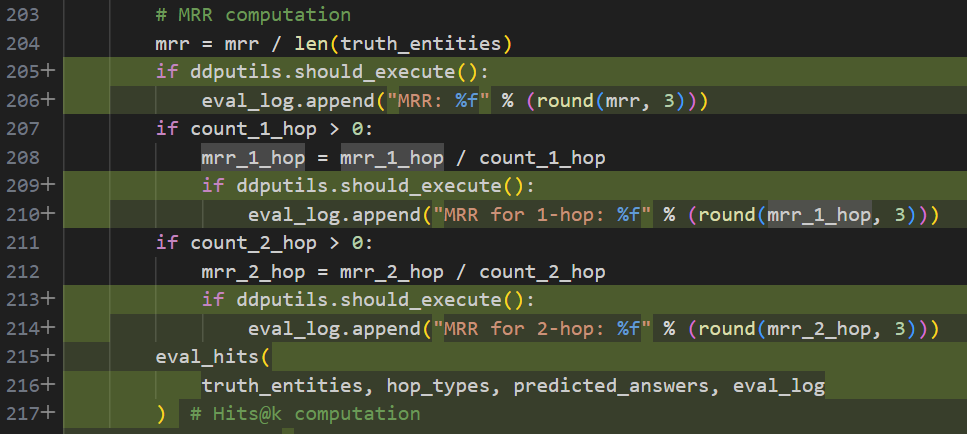 203 # MRR computation
204 mrr = mrr / len(truth_entities)
205+ if ddputils.should_execute():
206+ eval_log.append("MRR: %f" % (round(mrr, 3)))
207 if count_1_hop > 0:
208 mrr_1_hop = mrr_1_hop / count_1_hop
209+ if ddputils.should_execute():
210+ eval_log.append("MRR for 1-hop: %f" % (round(mrr_1_hop, 3)))
211 if count_2_hop > 0:
212 mrr_2_hop = mrr_2_hop / count_2_hop
213+ if ddputils.should_execute():
214+ eval_log.append("MRR for 2-hop: %f" % (round(mrr_2_hop, 3)))
215+ eval_hits(
216+ truth_entities, hop_types, predicted_answers, eval_log
217+ ) # Hits@k computation